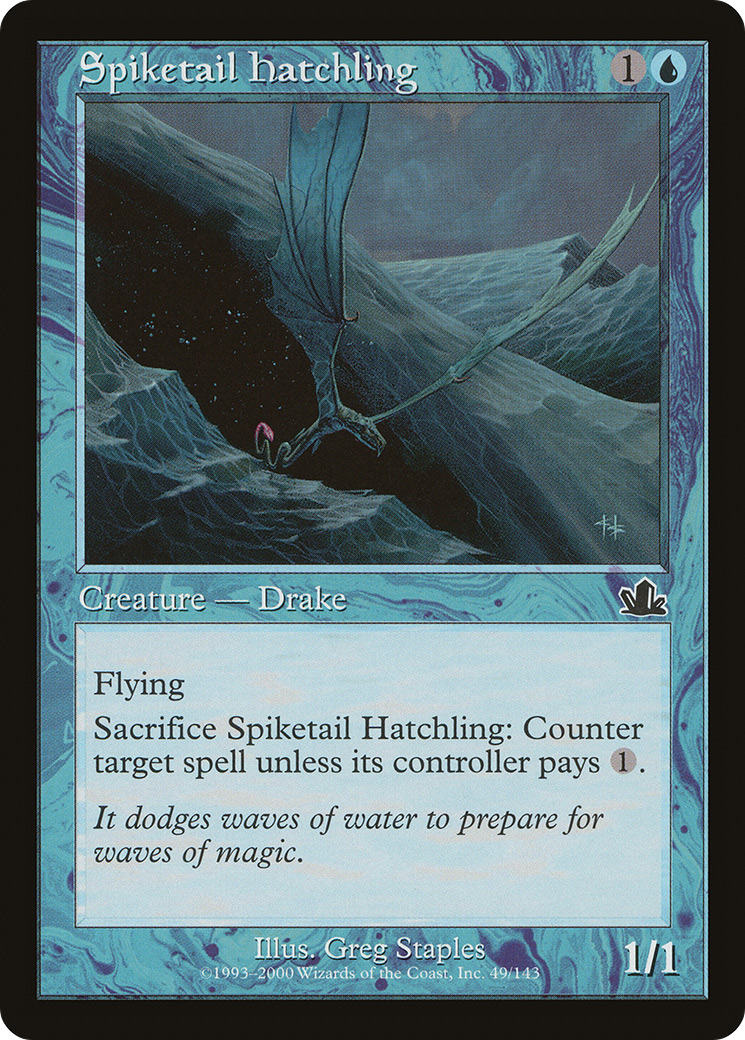 Spiketail Hatchling 1
Creature — Drake
Flying
Sacrifice Spiketail Hatchling: Counter
target spell unless its controller pays 1.
It dodges waves of water to prepare for
waves of magic.
Illus. Greg Staples
1/1
©1993–2000 Wizards of the Coast, Inc. 49/143